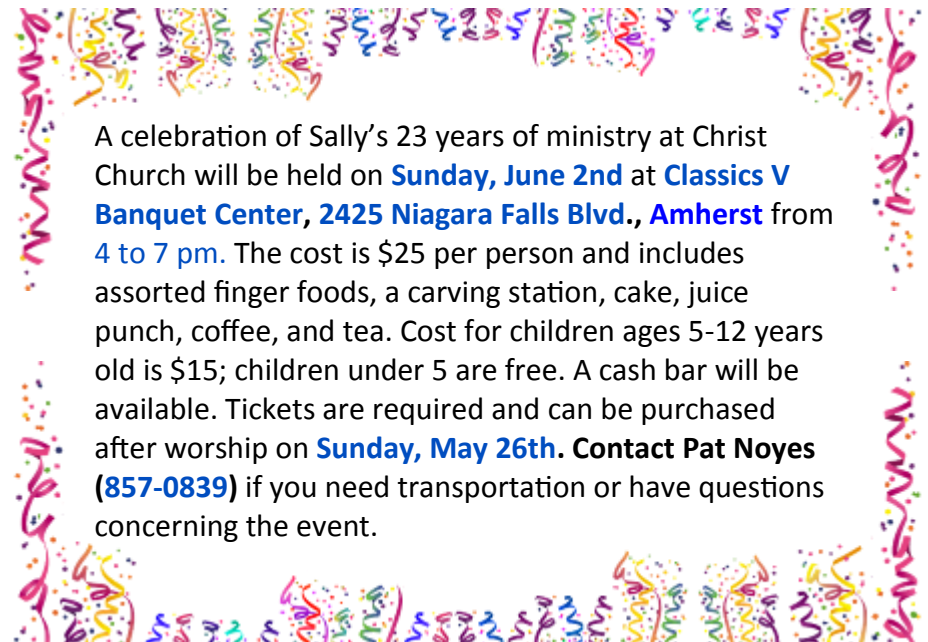 A celebration of Sally’s 23 years of ministry at Christ
Church will be held on Sunday, June 2nd at Classics V
Banquet Center, 2425 Niagara Falls Blvd., Amherst from
4 to 7 pm. The cost is $25 per person and includes
assorted finger foods, a carving station, cake, juice
punch, coffee, and tea. Cost for children ages 5-12 years
old is $15; children under 5 are free. A cash bar will be
available. Tickets are required and can be purchased
after worship on Sunday, May 26th. Contact Pat Noyes
(857-0839) if you need transportation or have questions
concerning the event.